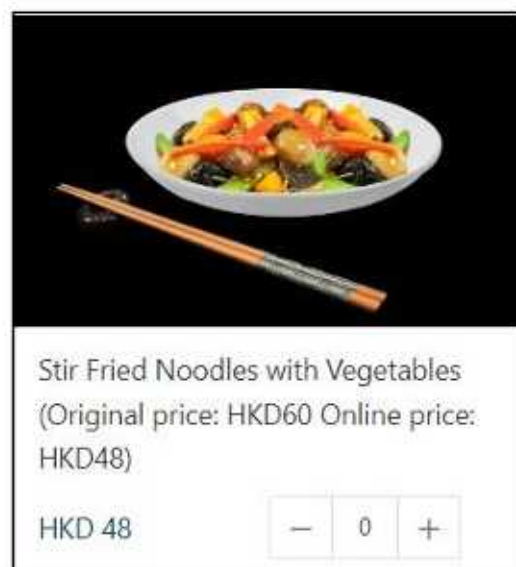 Stir Fried Noodles with Vegetables
(Original price: HKD60 Online price:
HKD48)
HKD 48 − 0 +